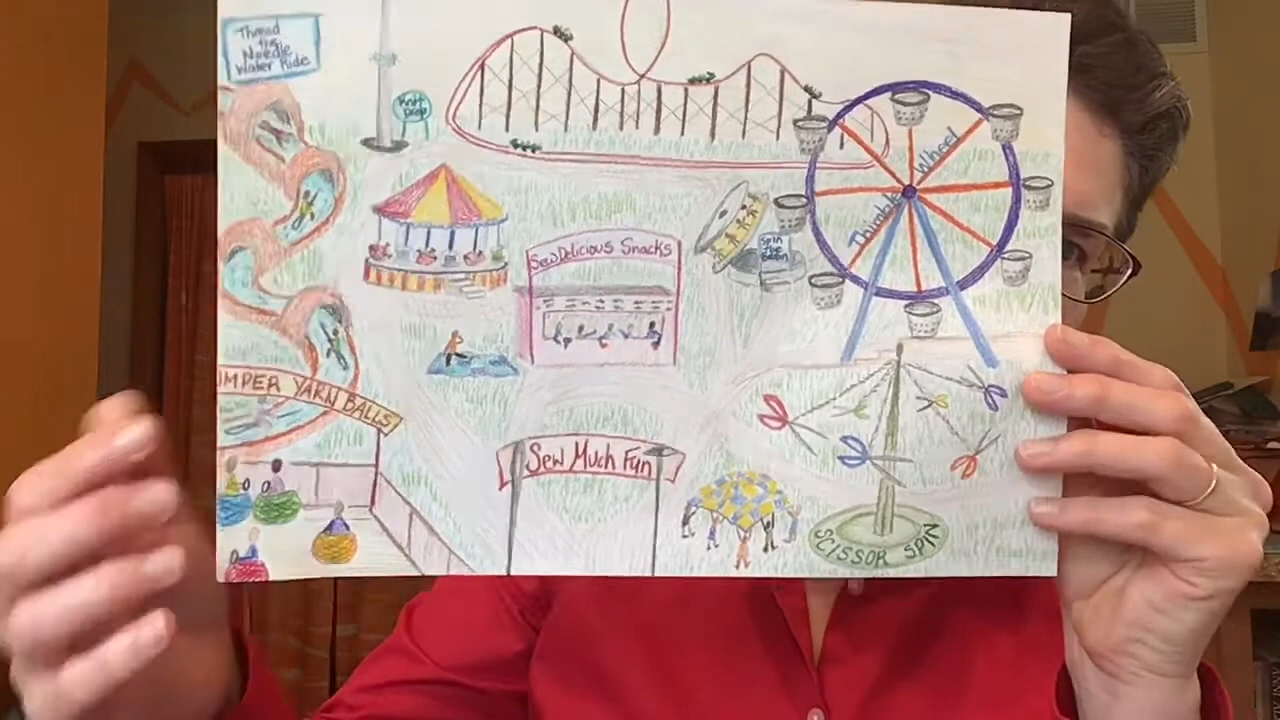 Thread
the
Needle
Water Ride
Knit
Drop
Thimble Wheel
Sew Delicious Snacks
Spin
the
Bobbin
UMPER YARN BALLS
Sew Much Fun
SCISSOR SPIN